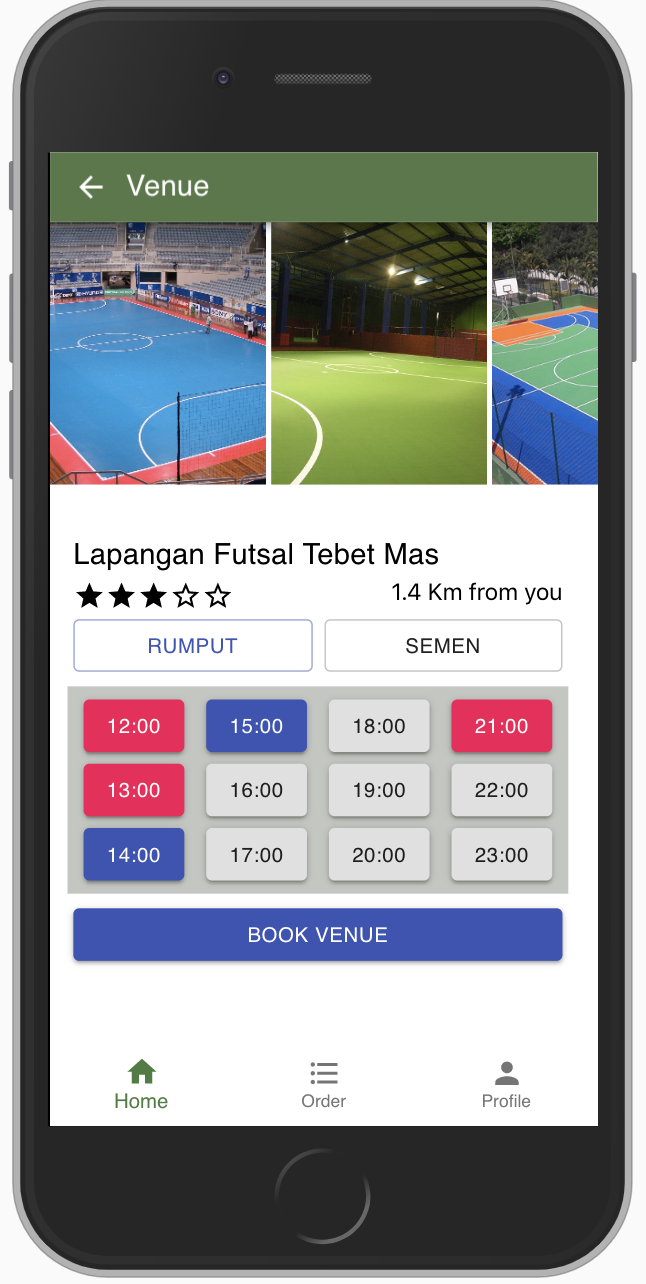 Venue
Lapangan Futsal Tebet Mas
1.4 Km from you
RUMPUT SEMEN
12:00 15:00 18:00 21:00
13:00 16:00 19:00 22:00
14:00 17:00 20:00 23:00
BOOK VENUE
Home Order Profile